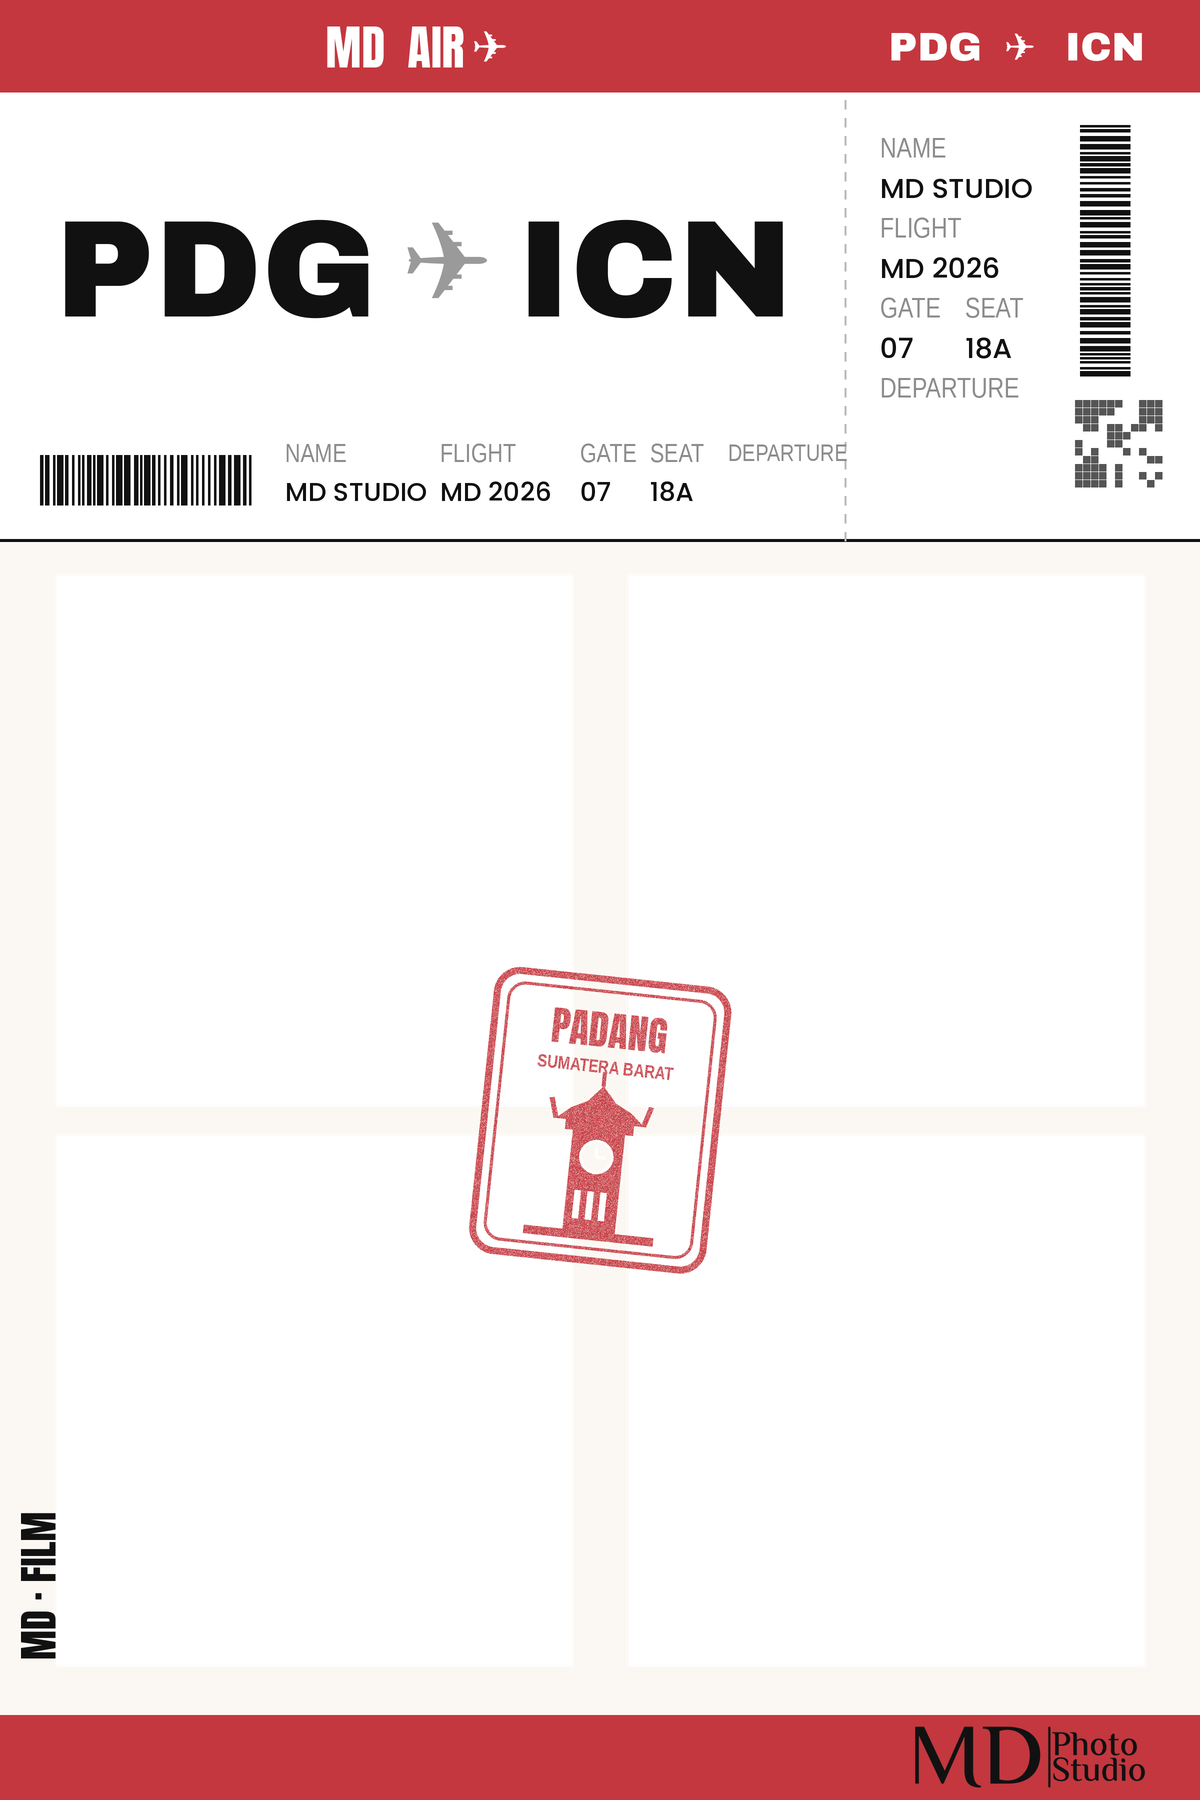 MD AIR
PDG ICN
PDG ICN
NAME
MD STUDIO
FLIGHT
MD 2026
GATE SEAT
07 18A
DEPARTURE
NAME FLIGHT GATE SEAT DEPARTURE
MD STUDIO MD 2026 07 18A
PADANG
SUMATERA BARAT
MD · FILM
MD Photo
Studio